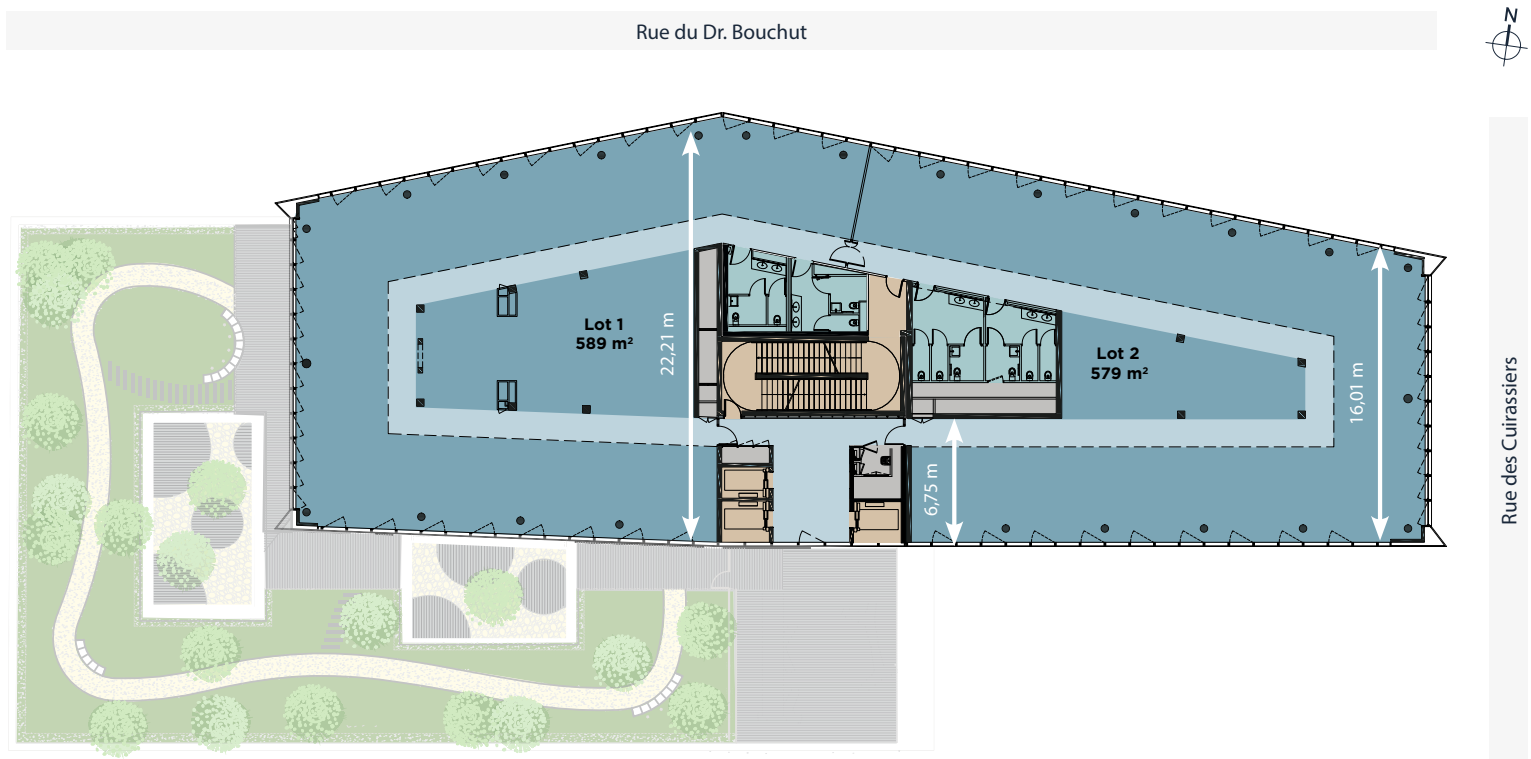 Rue du Dr. Bouchut
N
Lot 1
589 m²
22,21 m
Lot 2
579 m²
16,01 m
6,75 m
Rue des Cuirassiers